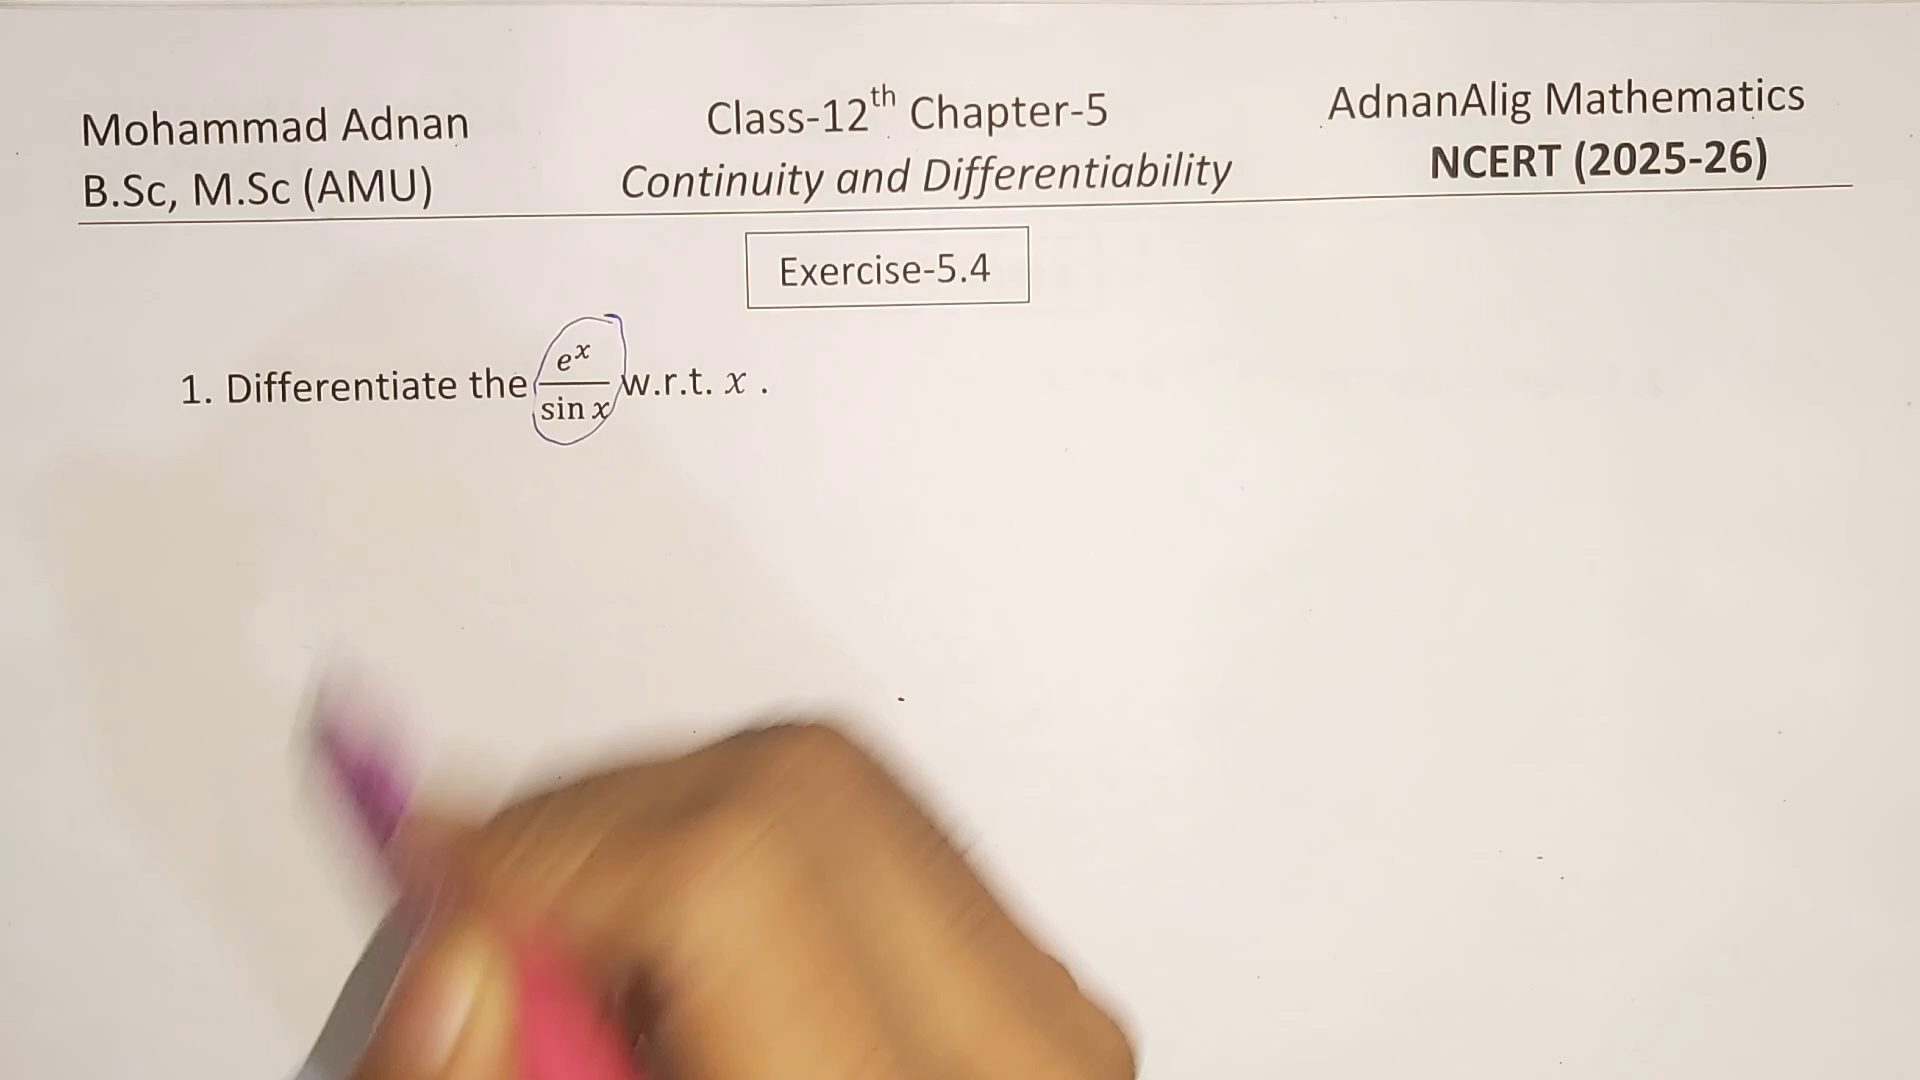 Mohammad Adnan
B.Sc, M.Sc (AMU)
Class-12th Chapter-5
Continuity and Differentiability
AdnanAlig Mathematics
NCERT (2025-26)
Exercise-5.4
1. Differentiate the e^x/sin x w.r.t. x .